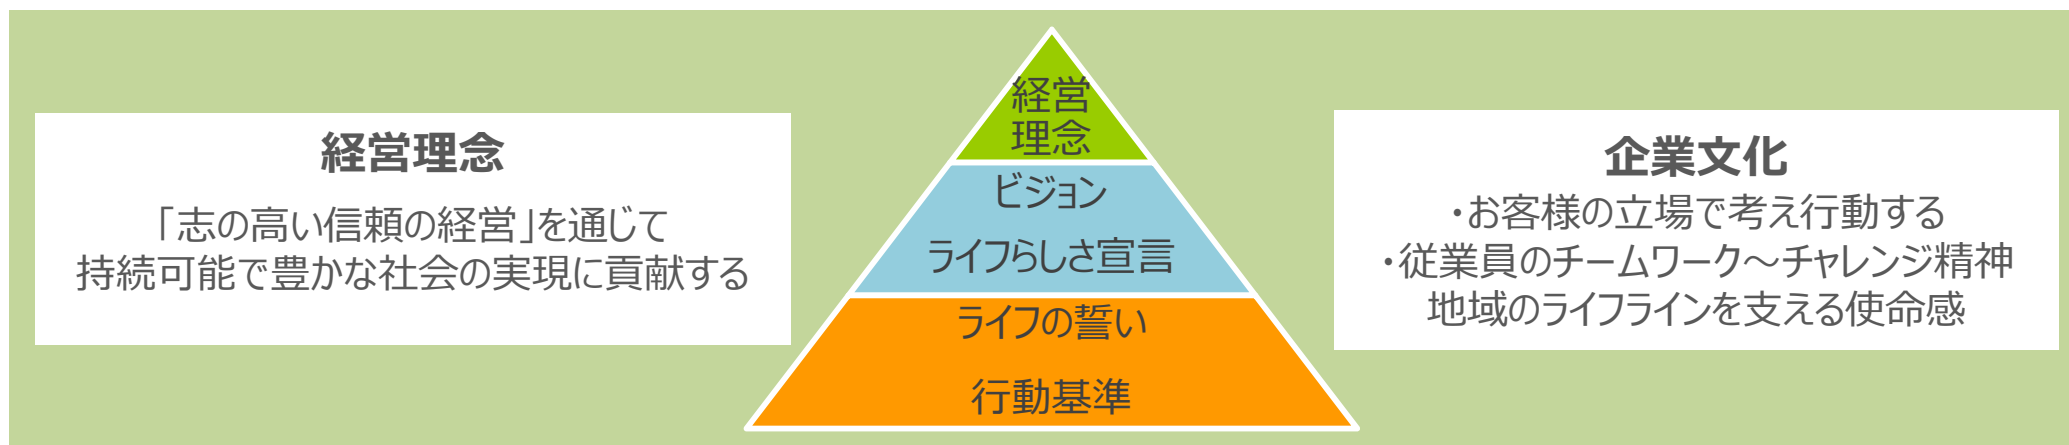 経営理念
「志の高い信頼の経営」を通じて
持続可能で豊かな社会の実現に貢献する
経営
理念
ビジョン
ライフらしさ宣言
ライフの誓い
行動基準
企業文化
・お客様の立場で考え行動する
・従業員のチームワーク～チャレンジ精神
地域のライフラインを支える使命感